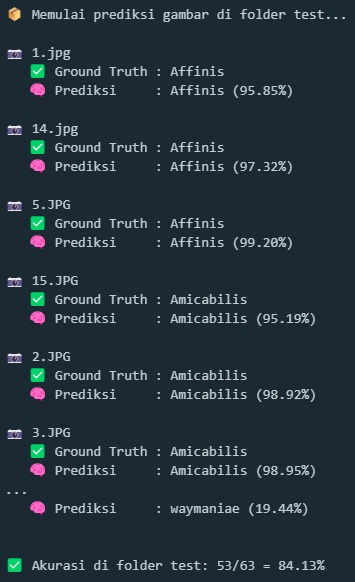 📦 Memulai prediksi gambar di folder test...
📷 1.jpg
✅ Ground Truth : Affinis
🧠 Prediksi : Affinis (95.85%)
📷 14.jpg
✅ Ground Truth : Affinis
🧠 Prediksi : Affinis (97.32%)
📷 5.JPG
✅ Ground Truth : Affinis
🧠 Prediksi : Affinis (99.20%)
📷 15.JPG
✅ Ground Truth : Amicabilis
🧠 Prediksi : Amicabilis (95.19%)
📷 2.JPG
✅ Ground Truth : Amicabilis
🧠 Prediksi : Amicabilis (98.92%)
📷 3.JPG
✅ Ground Truth : Amicabilis
🧠 Prediksi : Amicabilis (98.95%)
...
🧠 Prediksi : waymaniae (19.44%)
✅ Akurasi di folder test: 53/63 = 84.13%